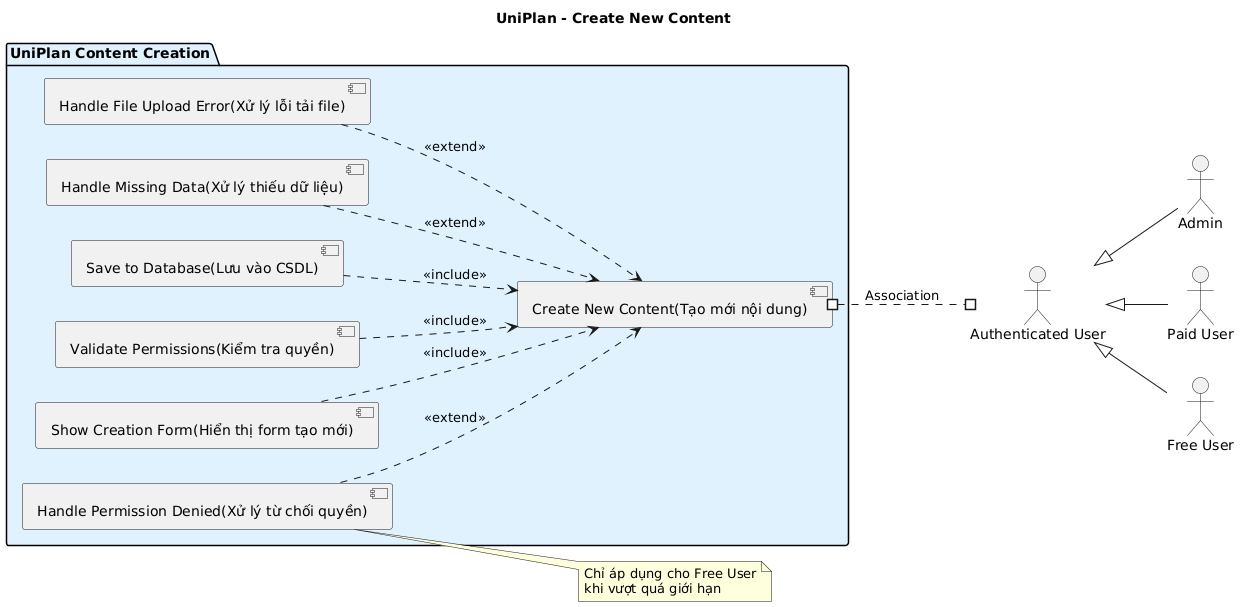 UniPlan - Create New Content
UniPlan Content Creation
Handle File Upload Error(Xử lý lỗi tải file)
«extend»
Handle Missing Data(Xử lý thiếu dữ liệu)
«extend»
Save to Database(Lưu vào CSDL)
«include»
Create New Content(Tạo mới nội dung)
Association
Validate Permissions(Kiểm tra quyền)
«include»
«include»
Show Creation Form(Hiển thị form tạo mới)
«extend»
Handle Permission Denied(Xử lý từ chối quyền)
Chỉ áp dụng cho Free User
khi vượt quá giới hạn
Authenticated User
Admin
Paid User
Free User